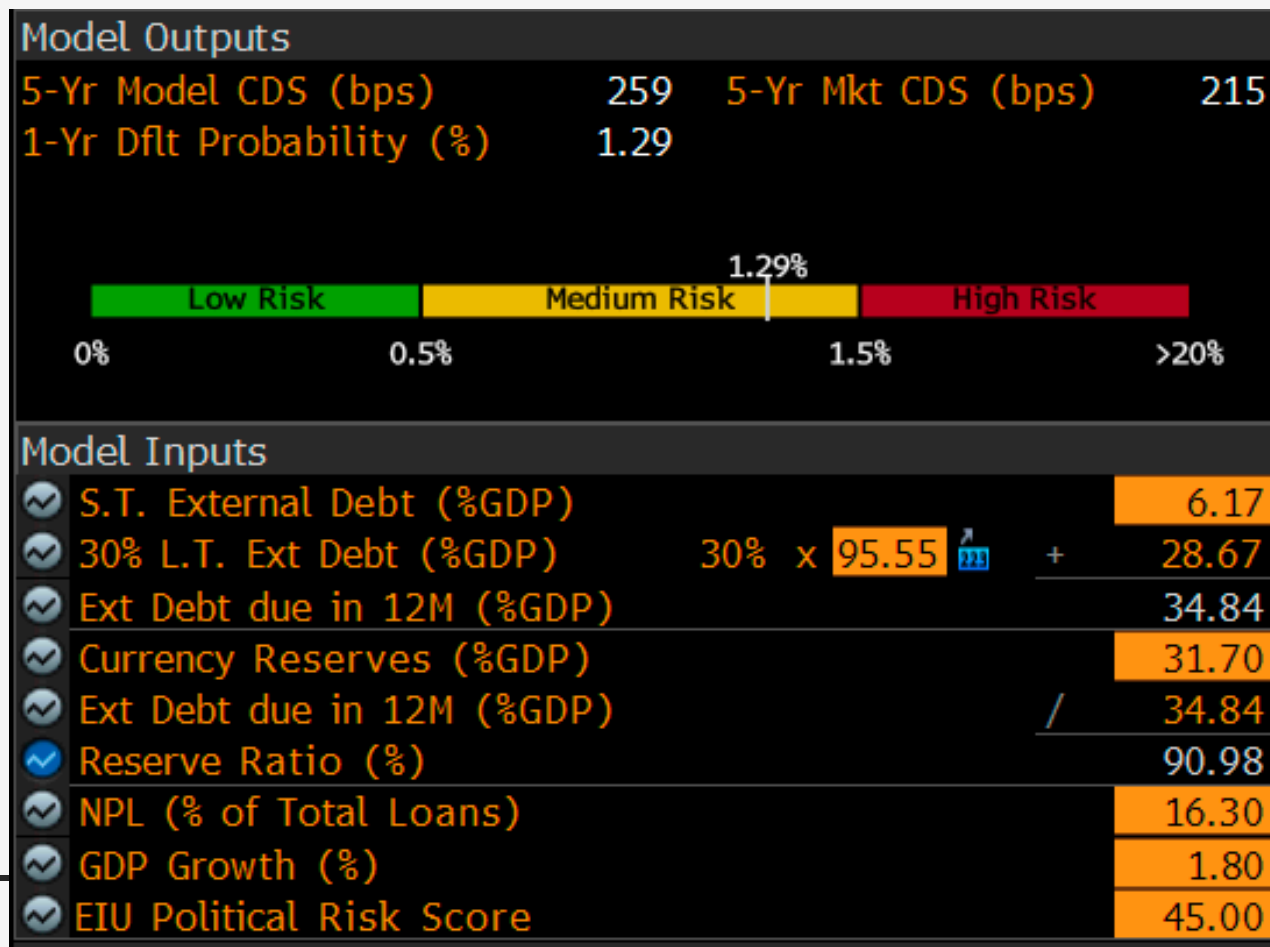 Model Outputs
5-Yr Model CDS (bps) 259 5-Yr Mkt CDS (bps) 215
1-Yr Dflt Probability (%) 1.29
1.29%
Low Risk Medium Risk High Risk
0% 0.5% 1.5% >20%
Model Inputs
S.T. External Debt (%GDP) 6.17
30% L.T. Ext Debt (%GDP) 30% x 95.55 + 28.67
Ext Debt due in 12M (%GDP) 34.84
Currency Reserves (%GDP) 31.70
Ext Debt due in 12M (%GDP) / 34.84
Reserve Ratio (%) 90.98
NPL (% of Total Loans) 16.30
GDP Growth (%) 1.80
EIU Political Risk Score 45.00